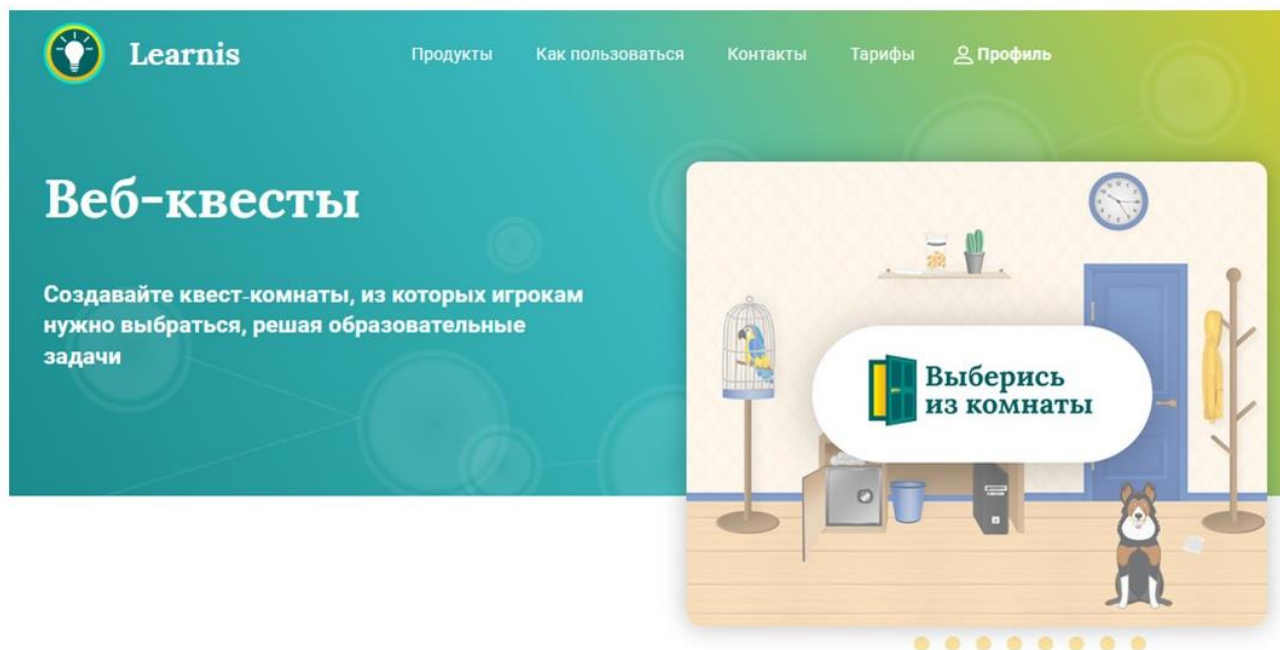 Learnis
Продукты
Как пользоваться
Контакты
Тарифы
Профиль
Веб-квесты
Создавайте квест-комнаты, из которых игрокам
нужно выбраться, решая образовательные
задачи
Выберись
из комнаты